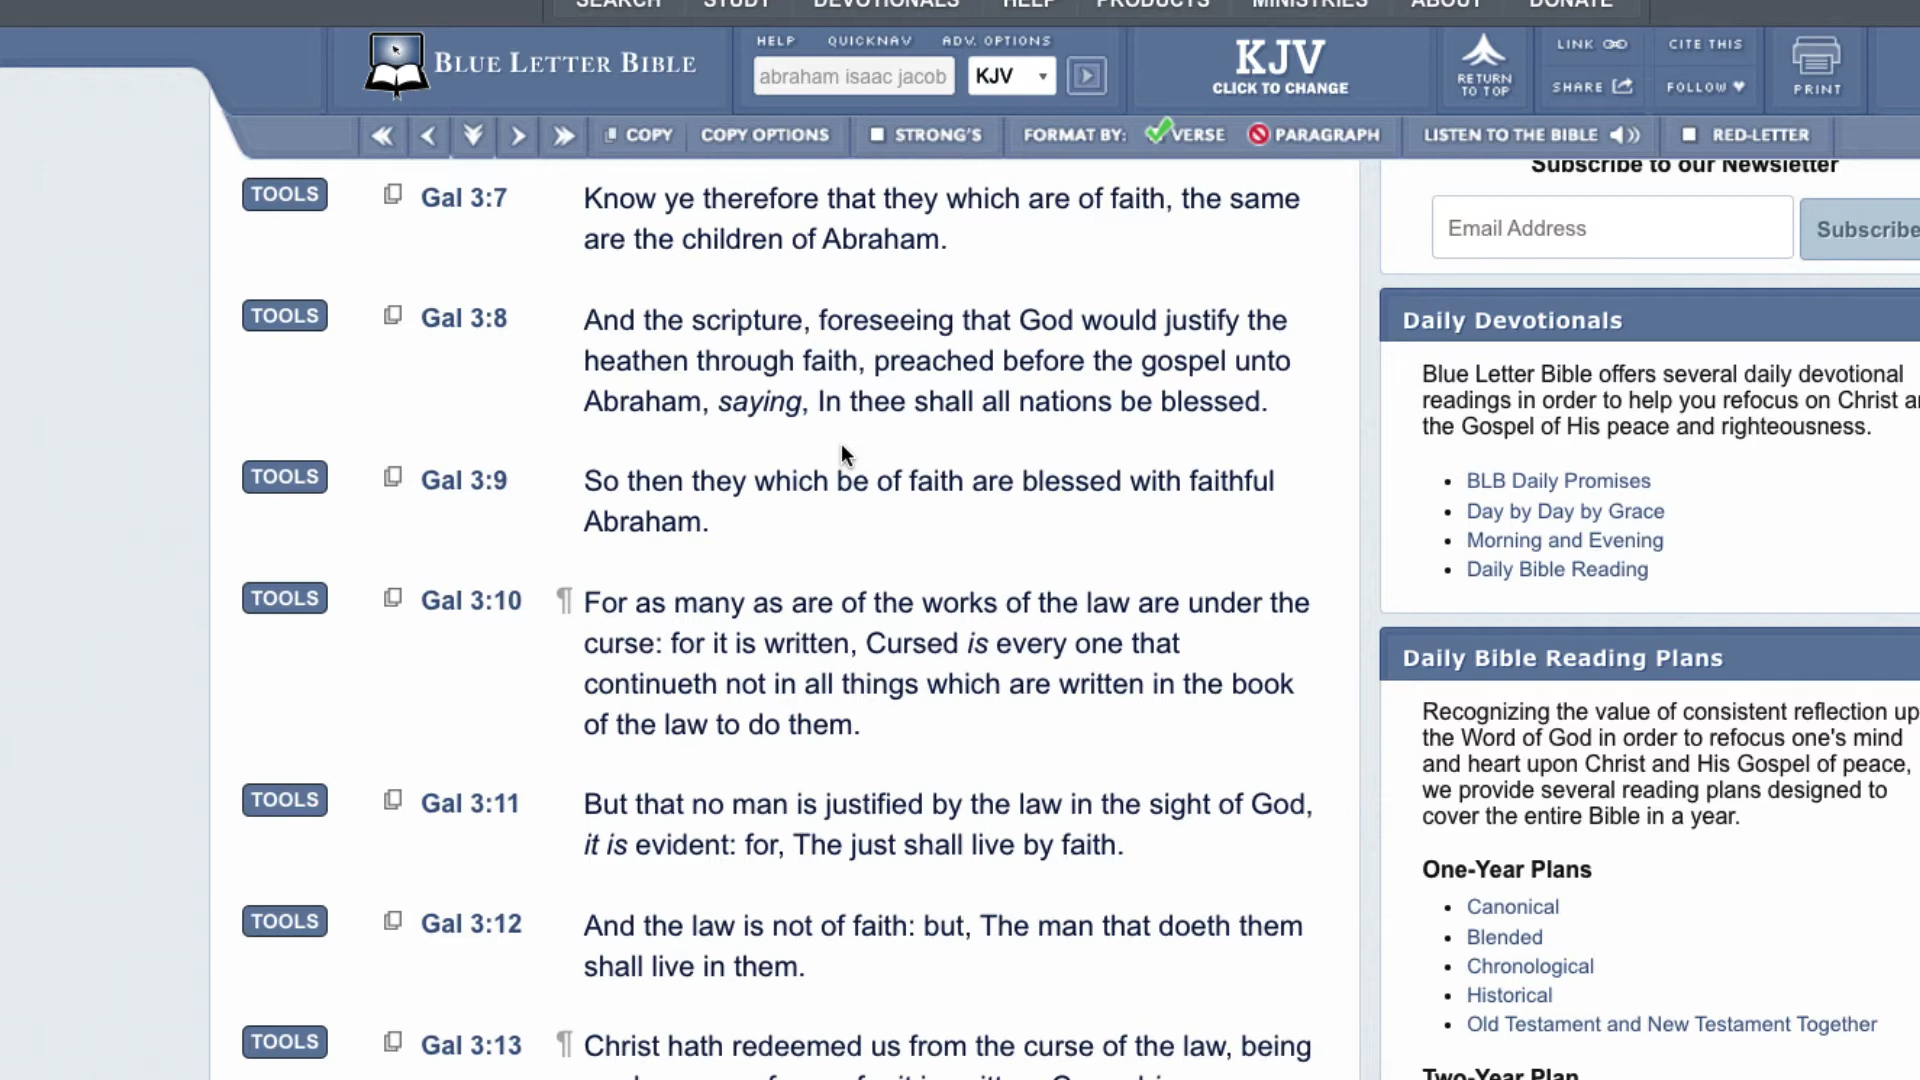 SEARCH STUDY DEVOTIONALS HELP PRODUCTS MINISTRIES ABOUT DONATE
BLUE LETTER BIBLE
HELP QUICKNAV ADV. OPTIONS
abraham isaac jacob KJV
KJV
CLICK TO CHANGE
RETURN
TO TOP
LINK CITE THIS
SHARE FOLLOW
PRINT
COPY COPY OPTIONS STRONG'S FORMAT BY: VERSE PARAGRAPH LISTEN TO THE BIBLE RED-LETTER
TOOLS Gal 3:7 Know ye therefore that they which are of faith, the same
are the children of Abraham.
TOOLS Gal 3:8 And the scripture, foreseeing that God would justify the
heathen through faith, preached before the gospel unto
Abraham, saying, In thee shall all nations be blessed.
TOOLS Gal 3:9 So then they which be of faith are blessed with faithful
Abraham.
TOOLS Gal 3:10 ¶ For as many as are of the works of the law are under the
curse: for it is written, Cursed is every one that
continueth not in all things which are written in the book
of the law to do them.
TOOLS Gal 3:11 But that no man is justified by the law in the sight of God,
it is evident: for, The just shall live by faith.
TOOLS Gal 3:12 And the law is not of faith: but, The man that doeth them
shall live in them.
TOOLS Gal 3:13 ¶ Christ hath redeemed us from the curse of the law, being
Subscribe to our Newsletter
Email Address Subscribe
Daily Devotionals
Blue Letter Bible offers several daily devotional
readings in order to help you refocus on Christ
the Gospel of His peace and righteousness.
• BLB Daily Promises
• Day by Day by Grace
• Morning and Evening
• Daily Bible Reading
Daily Bible Reading Plans
Recognizing the value of consistent reflection up
the Word of God in order to refocus one's mind
and heart upon Christ and His Gospel of peace,
we provide several reading plans designed to
cover the entire Bible in a year.
One-Year Plans
• Canonical
• Blended
• Chronological
• Historical
• Old Testament and New Testament Together
Two-Year Plan